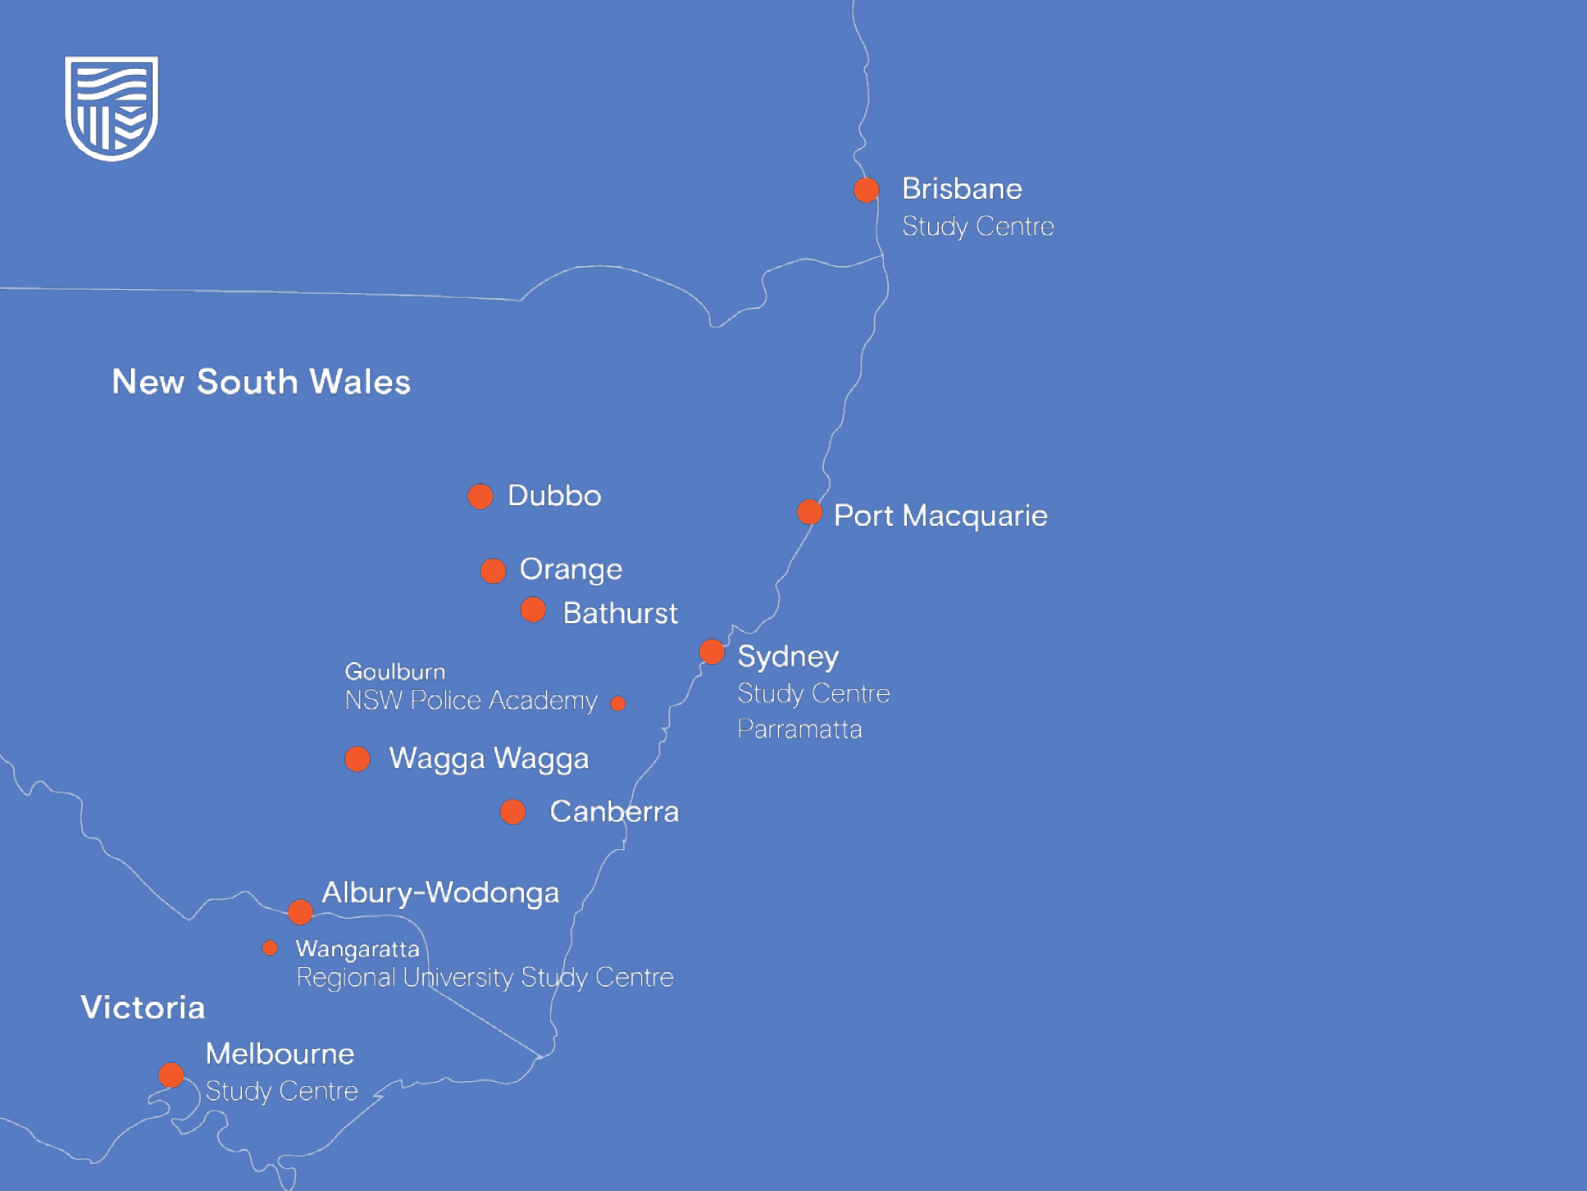 Brisbane
Study Centre
New South Wales
Dubbo
Port Macquarie
Orange
Bathurst
Sydney
Study Centre
Parramatta
Goulburn
NSW Police Academy
Wagga Wagga
Canberra
Albury-Wodonga
Wangaratta
Regional University Study Centre
Victoria
Melbourne
Study Centre